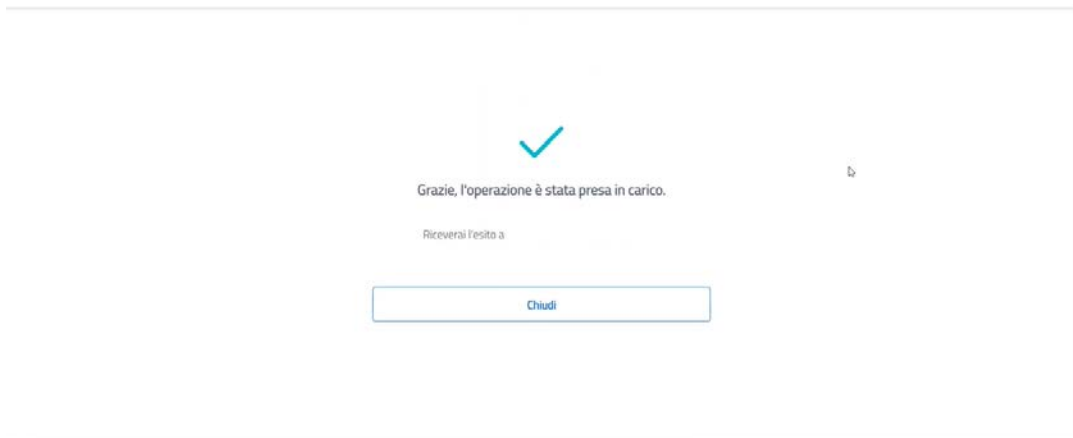 Grazie, l'operazione è stata presa in carico.
Riceverai l'esito a
Chiudi